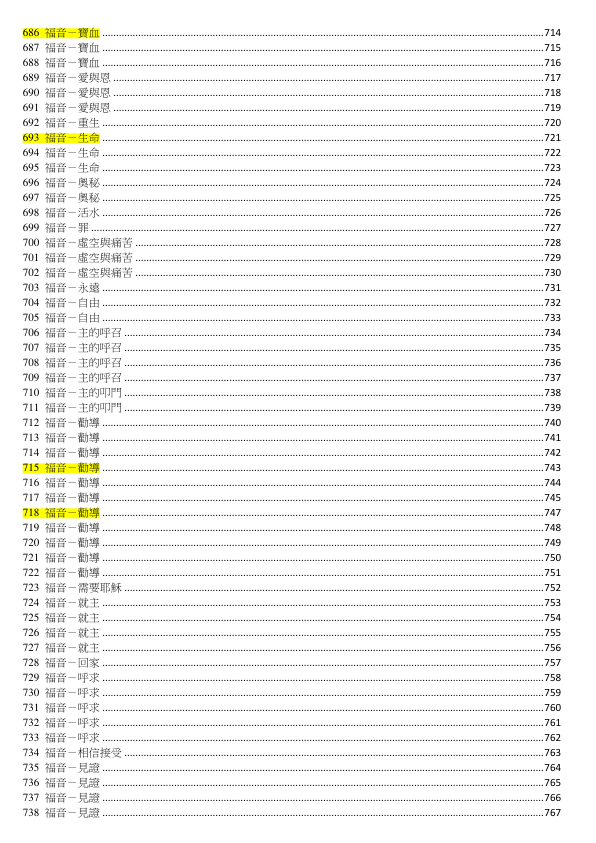 686 福音－寶血 714
687 福音－寶血 715
688 福音－寶血 716
689 福音－愛與恩 717
690 福音－愛與恩 718
691 福音－愛與恩 719
692 福音－重生 720
693 福音－生命 721
694 福音－生命 722
695 福音－生命 723
696 福音－奧秘 724
697 福音－奧秘 725
698 福音－活水 726
699 福音－罪 727
700 福音－虛空與痛苦 728
701 福音－虛空與痛苦 729
702 福音－虛空與痛苦 730
703 福音－永遠 731
704 福音－自由 732
705 福音－自由 733
706 福音－主的呼召 734
707 福音－主的呼召 735
708 福音－主的呼召 736
709 福音－主的呼召 737
710 福音－主的叩門 738
711 福音－主的叩門 739
712 福音－勸導 740
713 福音－勸導 741
714 福音－勸導 742
715 福音－勸導 743
716 福音－勸導 744
717 福音－勸導 745
718 福音－勸導 747
719 福音－勸導 748
720 福音－勸導 749
721 福音－勸導 750
722 福音－勸導 751
723 福音－需要耶穌 752
724 福音－就主 753
725 福音－就主 754
726 福音－就主 755
727 福音－就主 756
728 福音－回家 757
729 福音－呼求 758
730 福音－呼求 759
731 福音－呼求 760
732 福音－呼求 761
733 福音－呼求 762
734 福音－相信接受 763
735 福音－見證 764
736 福音－見證 765
737 福音－見證 766
738 福音－見證 767